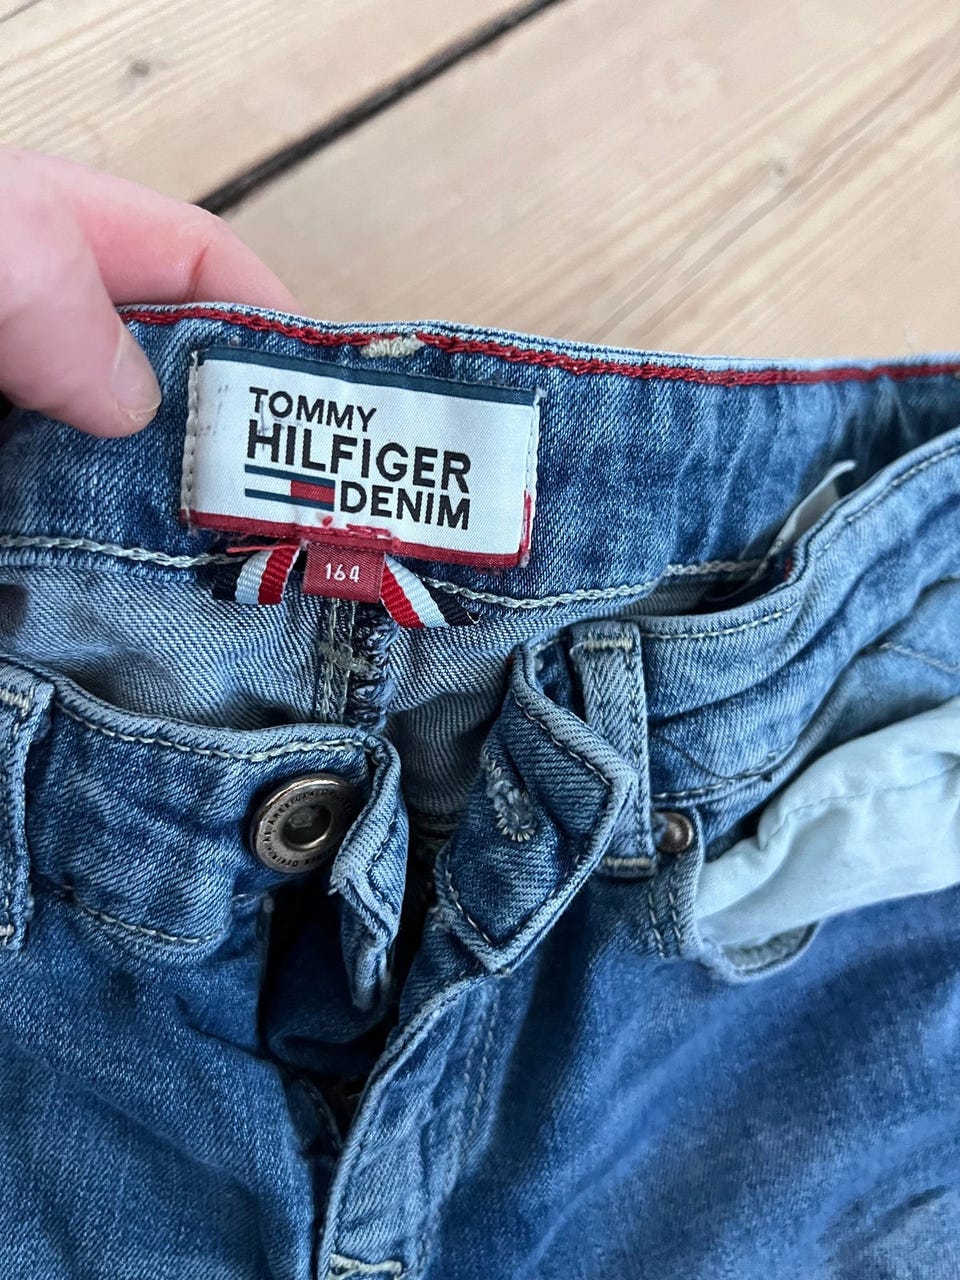 TOMMY
HILFIGER
DENIM
164